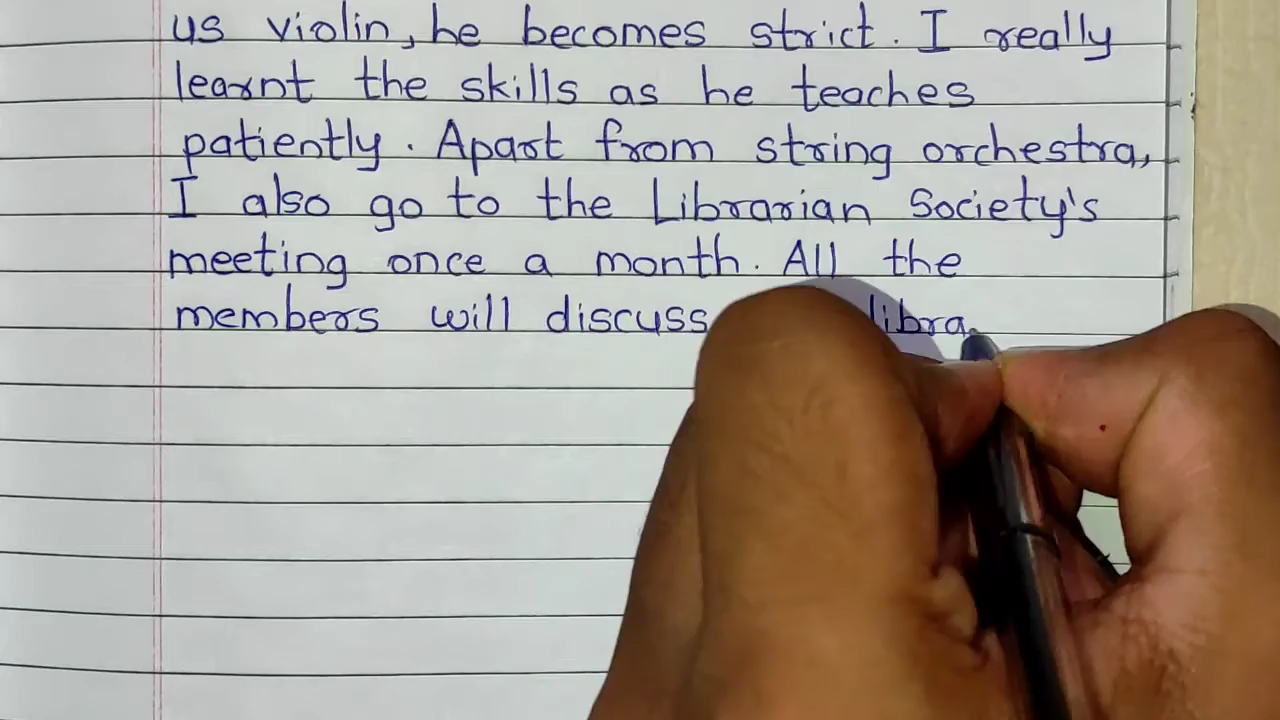 us violin, he becomes strict. I really
learnt the skills as he teaches
patiently. Apart from string orchestra,
I also go to the Librarian Society's
meeting once a month. All the
members will discuss libra